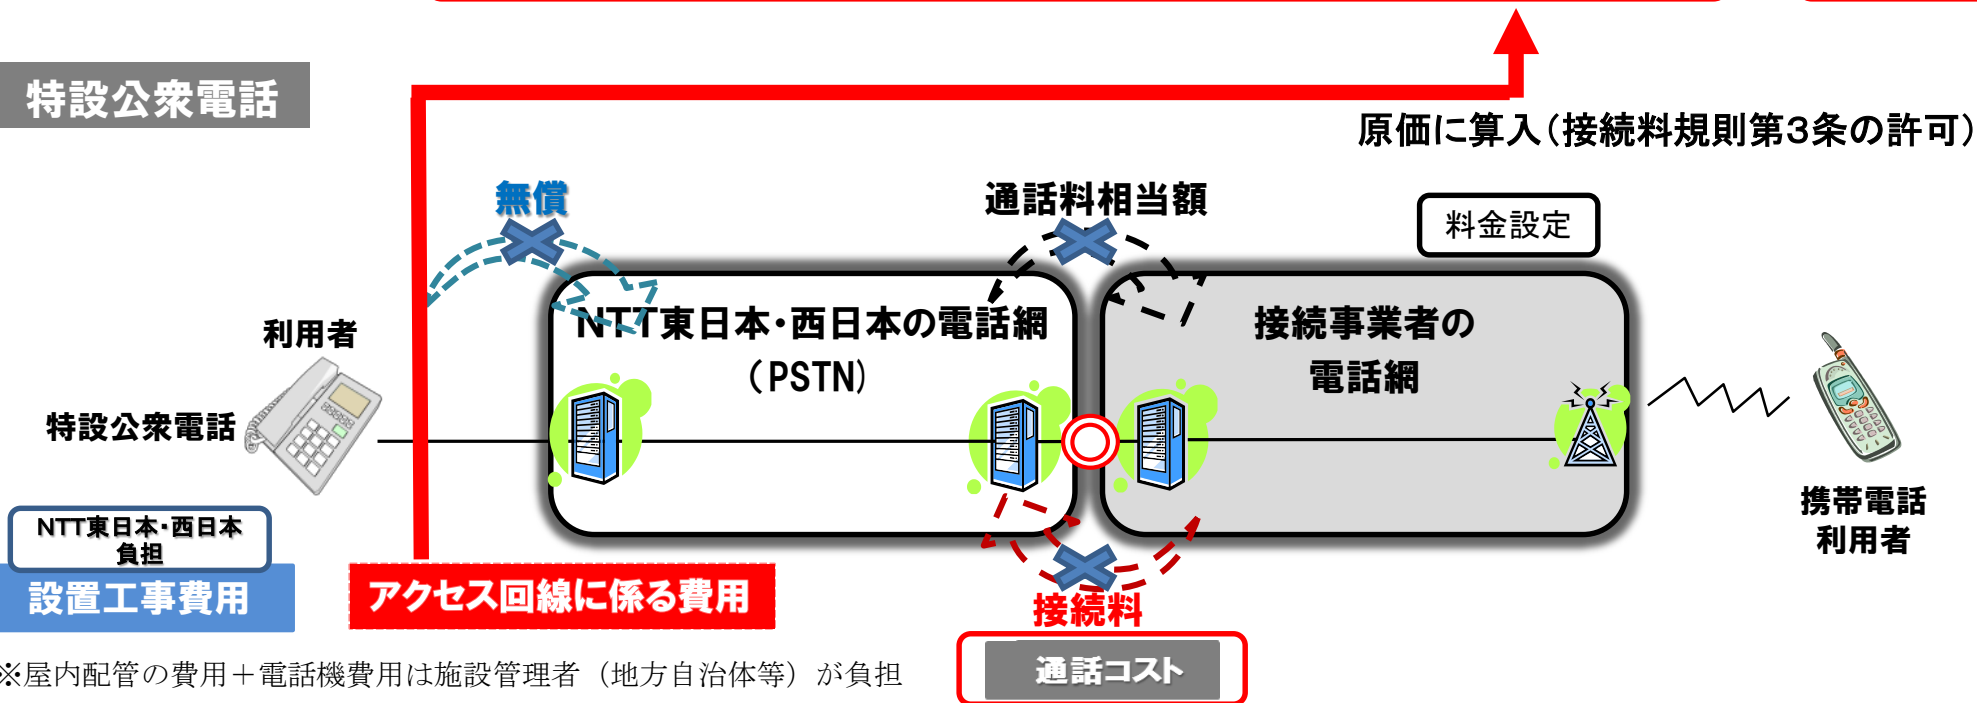 特設公衆電話
原価に算入(接続料規則第3条の許可)
無償
通話料相当額
料金設定
利用者
NTT東日本・西日本の電話網
(PSTN)
接続事業者の
電話網
特設公衆電話
携帯電話
利用者
NTT東日本・西日本
負担
設置工事費用
アクセス回線に係る費用
接続料
通話コスト
※屋内配管の費用+電話機費用は施設管理者(地方自治体等)が負担